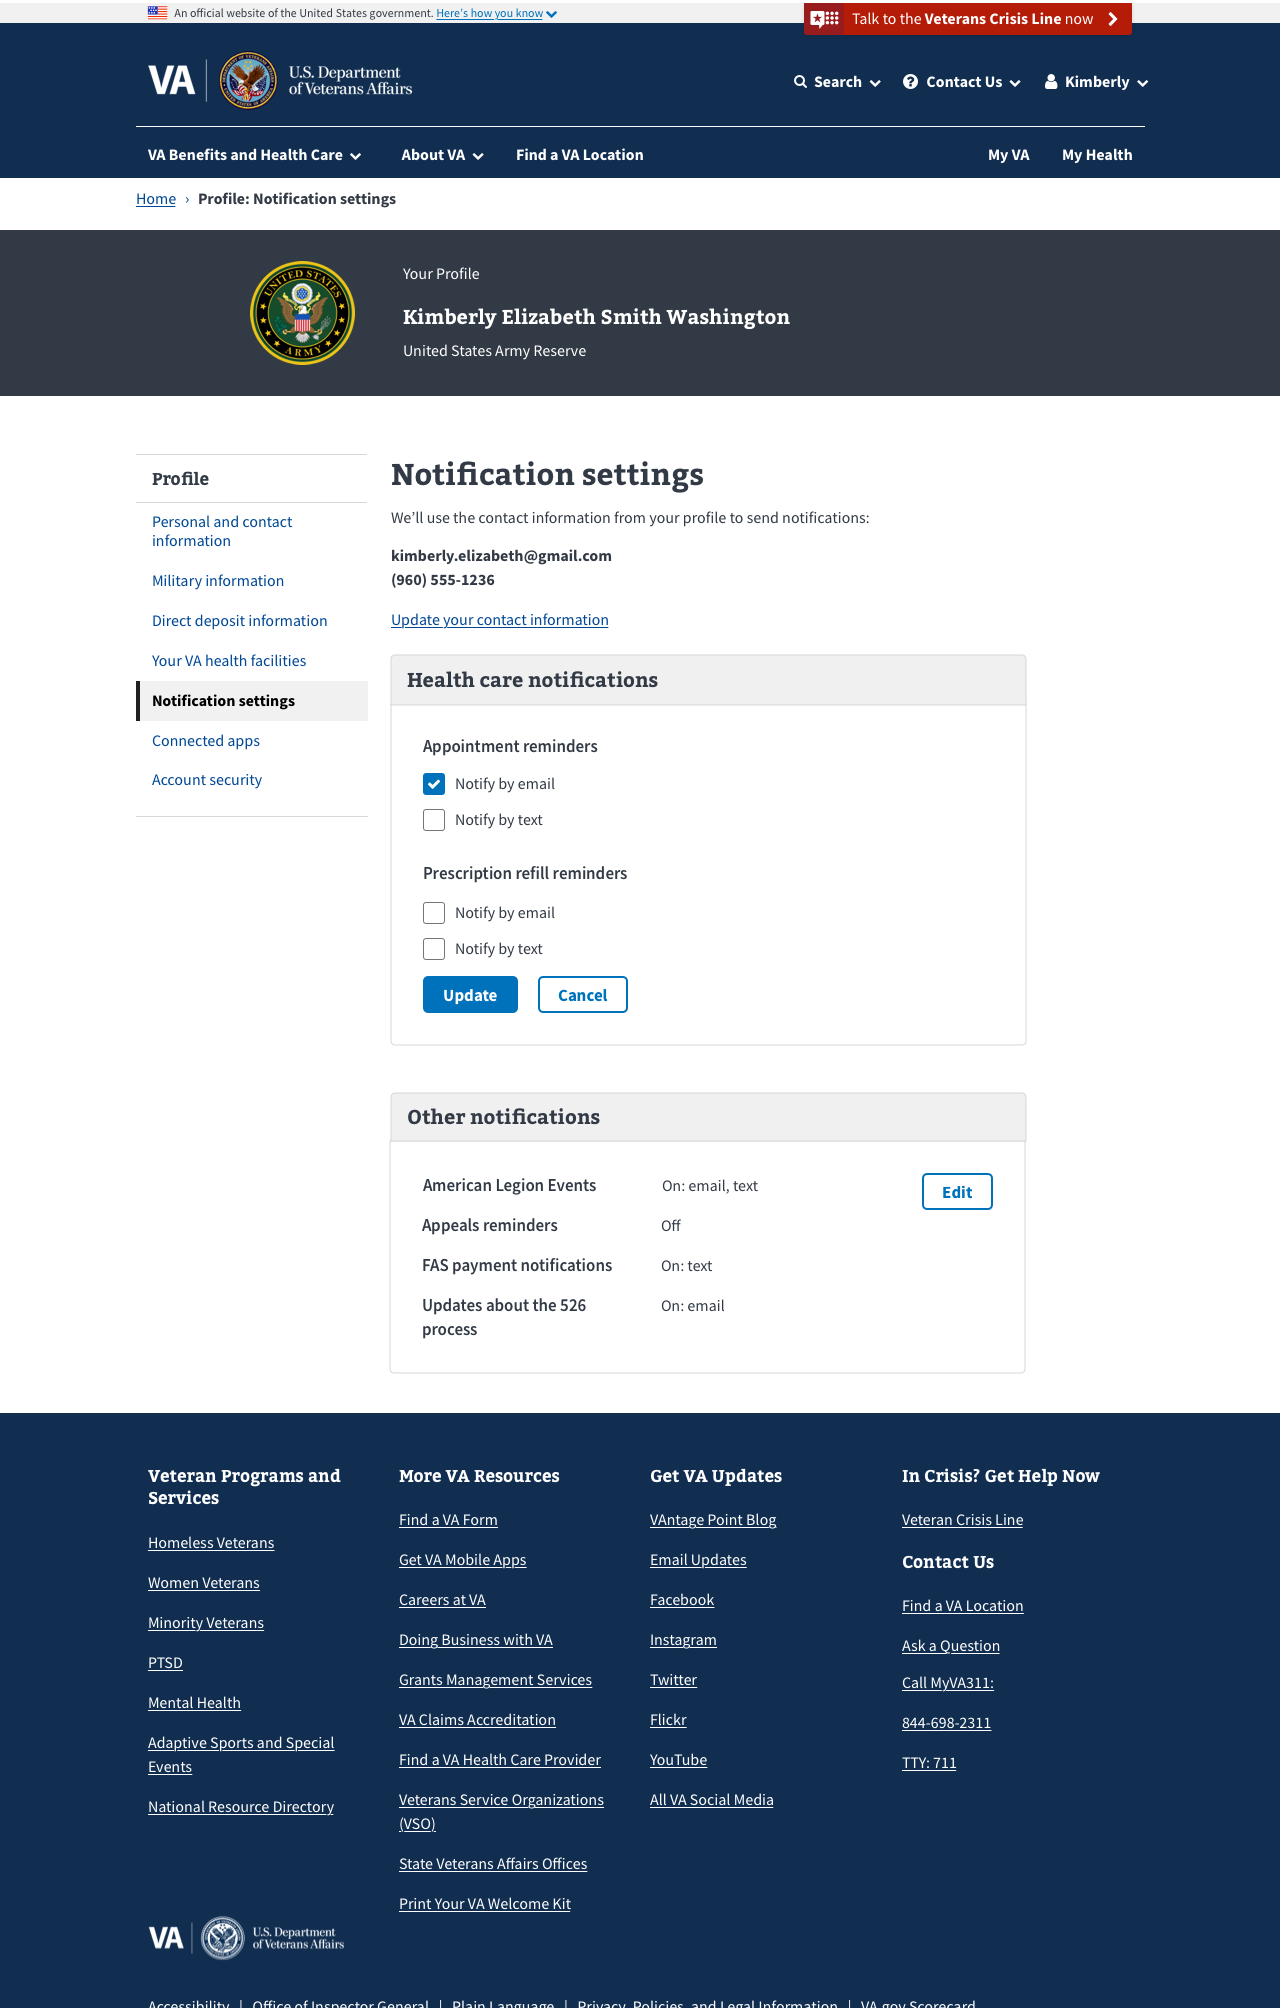 An official website of the United States government. Here's how you know
Talk to the Veterans Crisis Line now
VA
U.S. Department
of Veterans Affairs
Search
Contact Us
Kimberly
VA Benefits and Health Care
About VA
Find a VA Location
My VA
My Health
Home › Profile: Notification settings
UNITED STATES
ARMY
Your Profile
Kimberly Elizabeth Smith Washington
United States Army Reserve
Profile
Personal and contact
information
Military information
Direct deposit information
Your VA health facilities
Notification settings
Connected apps
Account security
Notification settings
We’ll use the contact information from your profile to send notifications:
kimberly.elizabeth@gmail.com
(960) 555-1236
Update your contact information
Health care notifications
Appointment reminders
Notify by email
Notify by text
Prescription refill reminders
Notify by email
Notify by text
Update
Cancel
Other notifications
American Legion Events
On: email, text
Edit
Appeals reminders
Off
FAS payment notifications
On: text
Updates about the 526
process
On: email
Veteran Programs and
Services
Homeless Veterans
Women Veterans
Minority Veterans
PTSD
Mental Health
Adaptive Sports and Special
Events
National Resource Directory
More VA Resources
Find a VA Form
Get VA Mobile Apps
Careers at VA
Doing Business with VA
Grants Management Services
VA Claims Accreditation
Find a VA Health Care Provider
Veterans Service Organizations
(VSO)
State Veterans Affairs Offices
Print Your VA Welcome Kit
Get VA Updates
VAntage Point Blog
Email Updates
Facebook
Instagram
Twitter
Flickr
YouTube
All VA Social Media
In Crisis? Get Help Now
Veteran Crisis Line
Contact Us
Find a VA Location
Ask a Question
Call MyVA311:
844-698-2311
TTY: 711
VA
U.S. Department
of Veterans Affairs
Accessibility | Office of Inspector General | Plain Language | Privacy, Policies, and Legal Information | VA.gov Scorecard